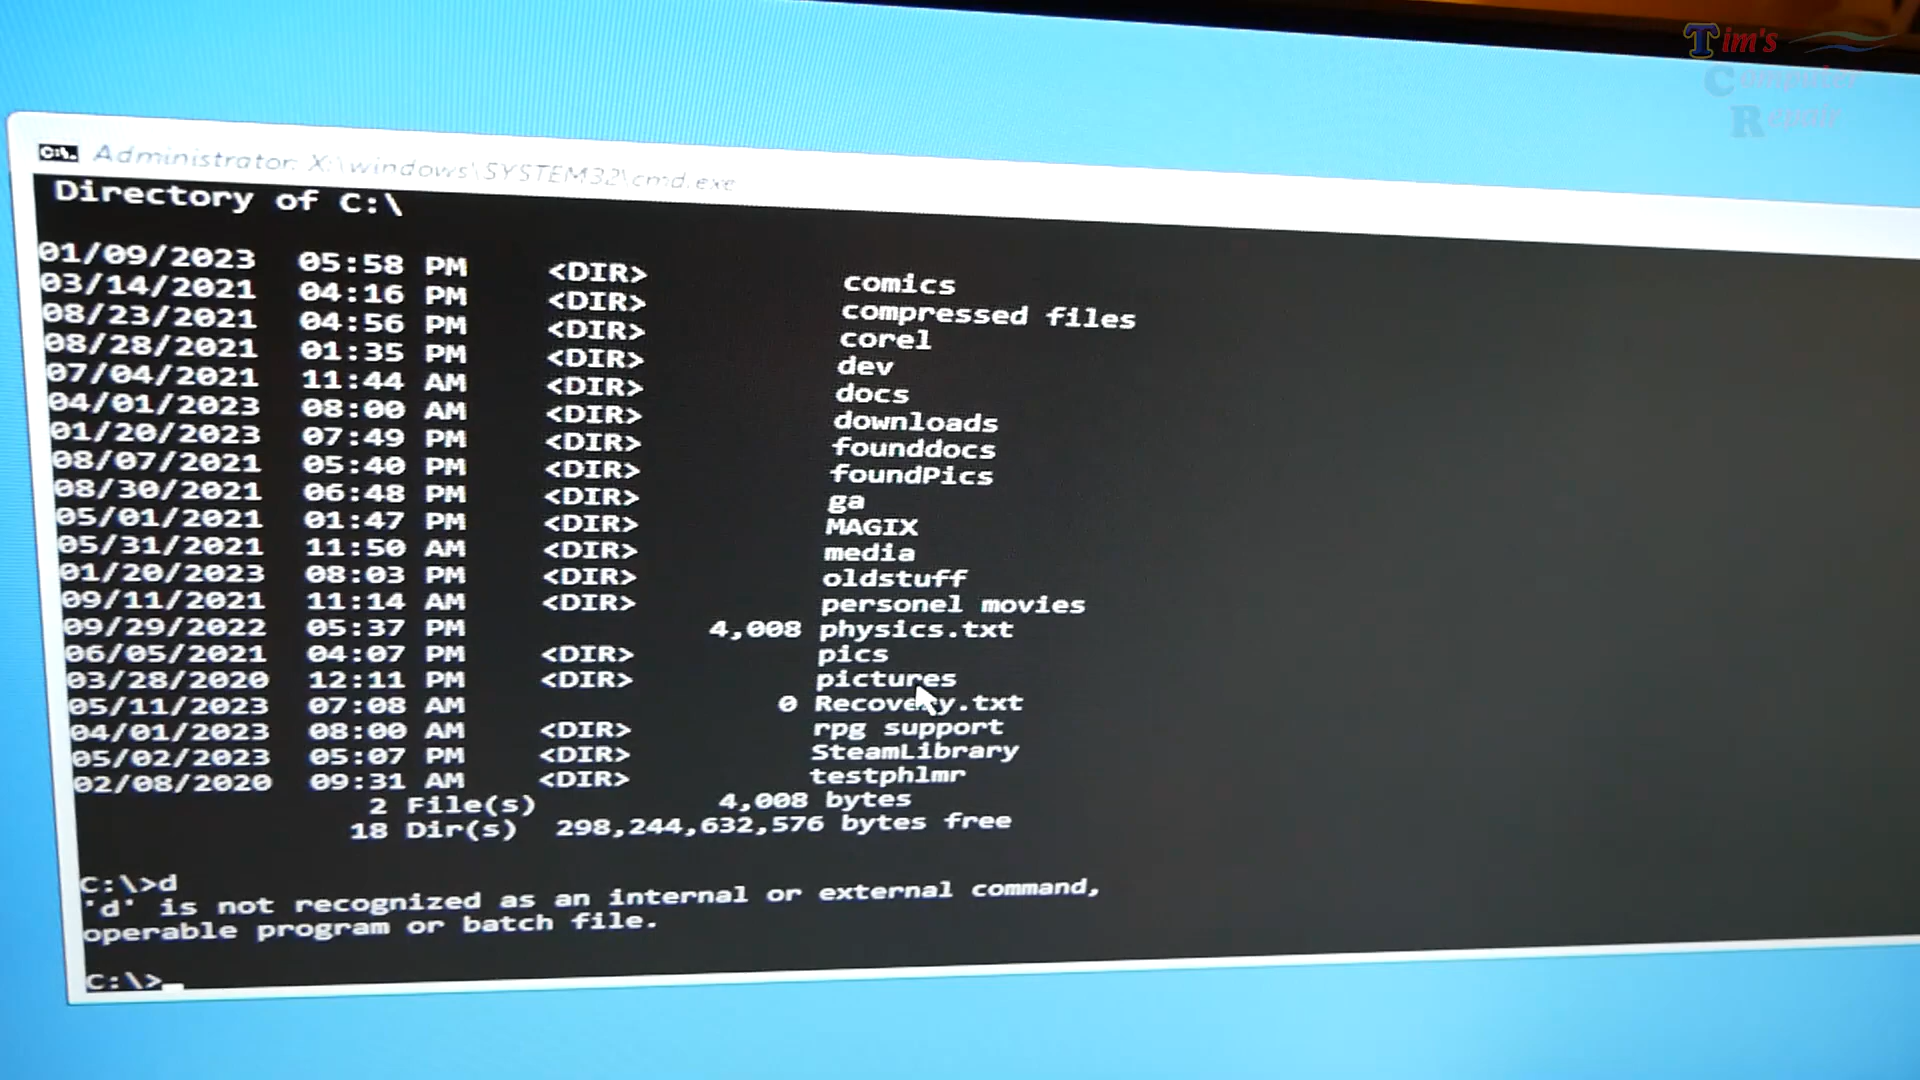 Tim's
Computer
Repair
Administrator: X:\windows\SYSTEM32\cmd.exe
Directory of C:\
01/09/2023 05:58 PM <DIR> comics
03/14/2021 04:16 PM <DIR> compressed files
08/23/2021 04:56 PM <DIR> corel
08/28/2021 01:35 PM <DIR> dev
07/04/2021 11:44 AM <DIR> docs
04/01/2023 08:00 AM <DIR> downloads
01/20/2023 07:49 PM <DIR> founddocs
08/07/2021 05:40 PM <DIR> foundPics
08/30/2021 06:48 PM <DIR> ga
05/01/2021 01:47 PM <DIR> MAGIX
05/31/2021 11:50 AM <DIR> media
01/20/2023 08:03 PM <DIR> oldstuff
09/11/2021 11:14 AM <DIR> personel movies
09/29/2022 05:37 PM 4,008 physics.txt
06/05/2021 04:07 PM <DIR> pics
03/28/2020 12:11 PM <DIR> pictures
05/11/2023 07:08 AM 0 Recovery.txt
04/01/2023 08:00 AM <DIR> rpg support
05/02/2023 05:07 PM <DIR> SteamLibrary
02/08/2020 09:31 AM <DIR> testphlmr
2 File(s) 4,008 bytes
18 Dir(s) 298,244,632,576 bytes free
C:\>d
'd' is not recognized as an internal or external command,
operable program or batch file.
C:\>_